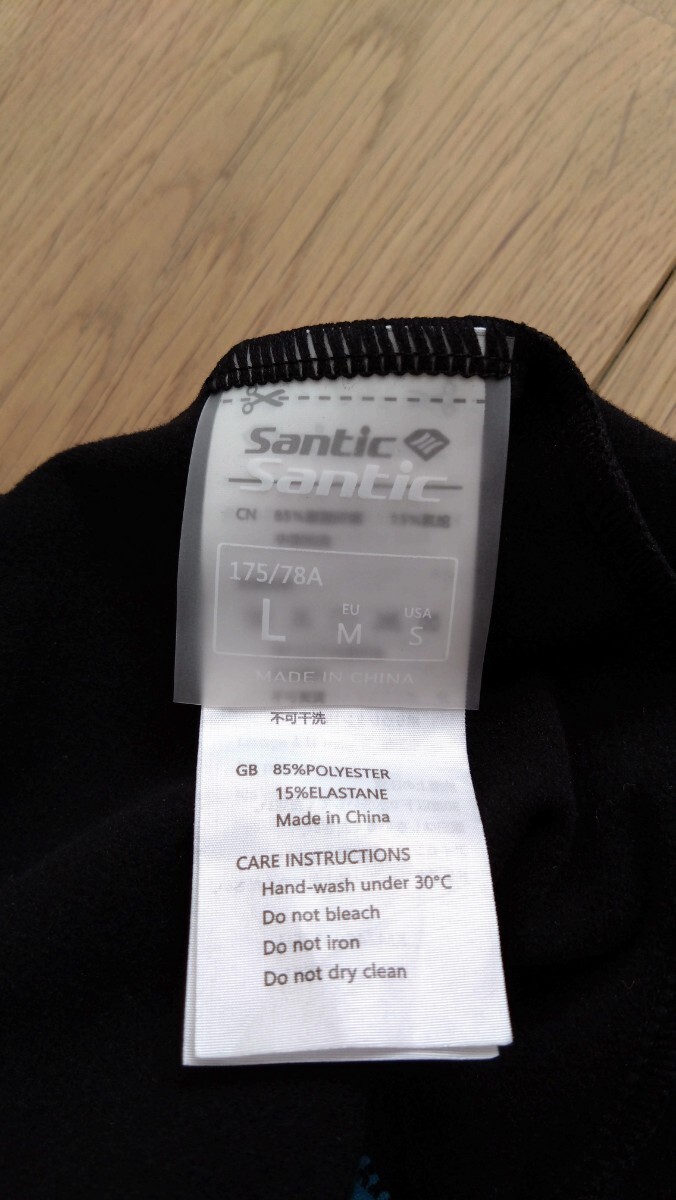 Santic
Santic
CN
175/78A
EU USA
L M S
MADE IN CHINA
不可干洗
GB 85%POLYESTER
15%ELASTANE
Made in China
CARE INSTRUCTIONS
Hand-wash under 30°C
Do not bleach
Do not iron
Do not dry clean